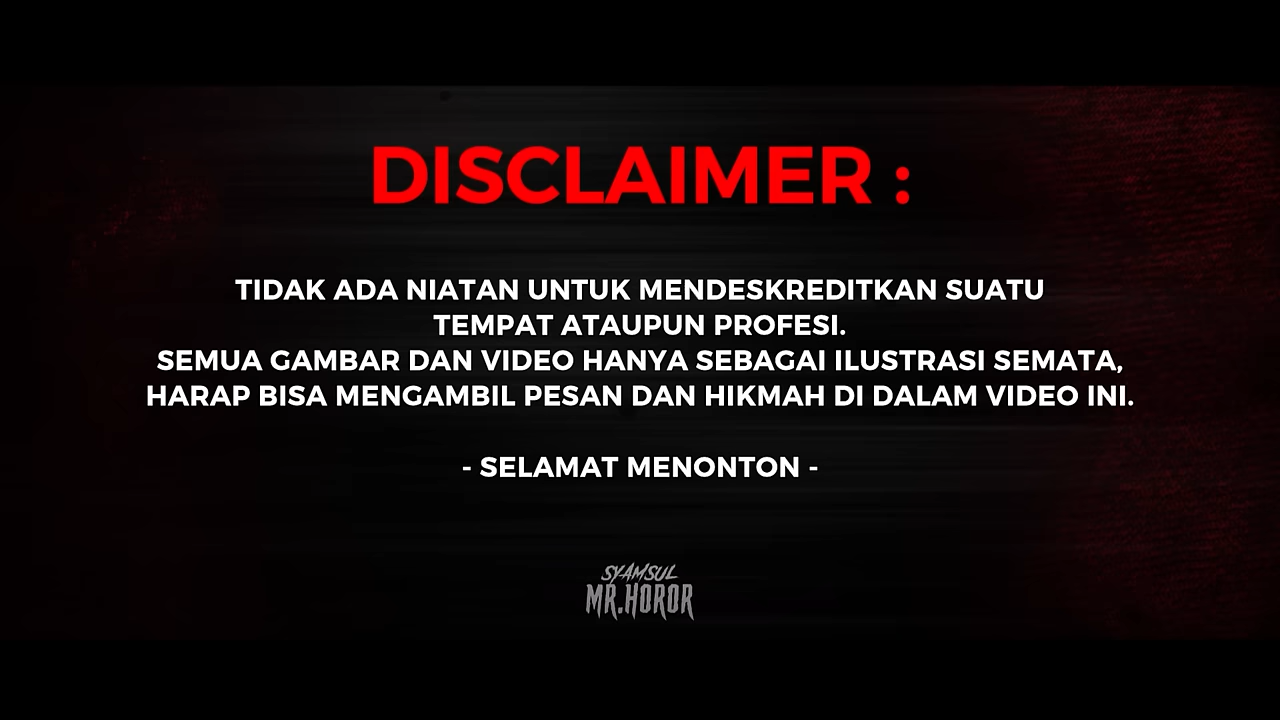 DISCLAIMER :
TIDAK ADA NIATAN UNTUK MENDESKREDITKAN SUATU
TEMPAT ATAUPUN PROFESI.
SEMUA GAMBAR DAN VIDEO HANYA SEBAGAI ILUSTRASI SEMATA,
HARAP BISA MENGAMBIL PESAN DAN HIKMAH DI DALAM VIDEO INI.
- SELAMAT MENONTON -
SYAMSUL
MR.HOROR